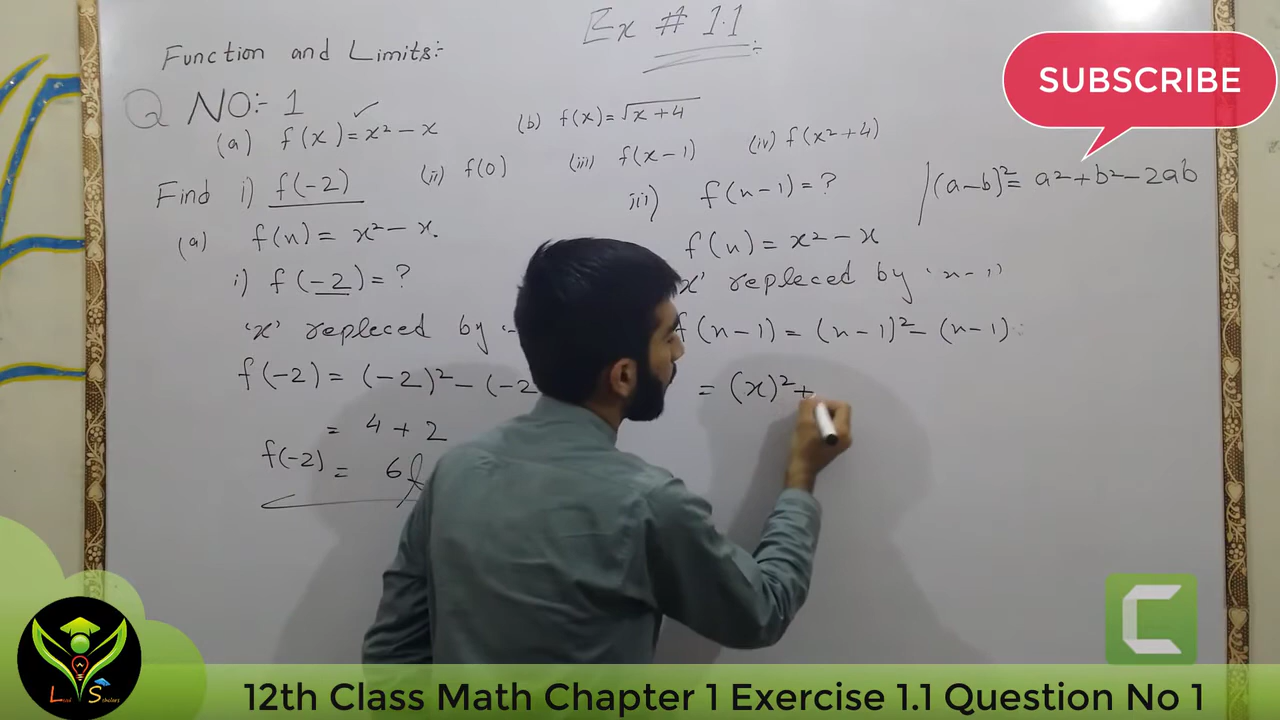 Ex # 1.1
Function and Limits:-
SUBSCRIBE
Q NO:- 1
(a) f(x)=x²-x ✓ (b) f(x)=√x+4
Find i) f(-2) (ii) f(0) (iii) f(x-1) (iv) f(x²+4)
(a) f(n) = x²-x.
i) f(-2)=?
'x' repleced by
f(-2) = (-2)²-(-2
= 4+2
f(-2) = 6
iii) f(n-1)=?
(a-b)² = a²+b²-2ab
f(n) = x²-x
x' repleced by 'n-1'
f(n-1) = (n-1)²-(n-1)
= (x)²+
C
Lead Scholars
12th Class Math Chapter 1 Exercise 1.1 Question No 1